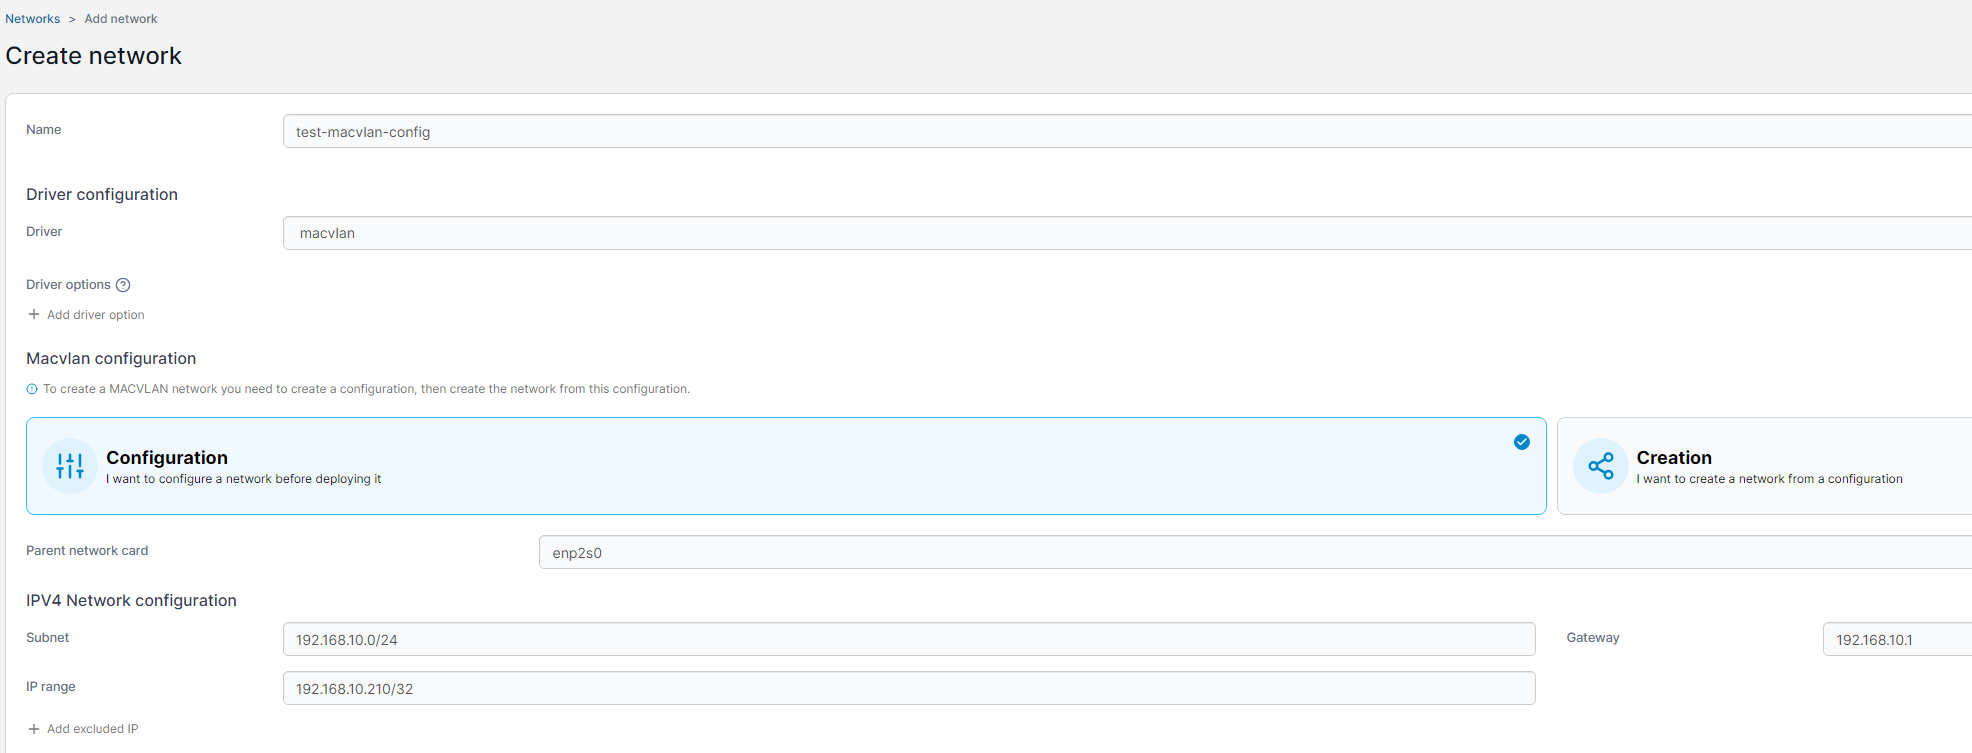 Networks > Add network
Create network
Name
test-macvlan-config
Driver configuration
Driver
macvlan
Driver options
Add driver option
Macvlan configuration
To create a MACVLAN network you need to create a configuration, then create the network from this configuration.
Configuration
I want to configure a network before deploying it
Creation
I want to create a network from a configuration
Parent network card
enp2s0
IPV4 Network configuration
Subnet
192.168.10.0/24
Gateway
192.168.10.1
IP range
192.168.10.210/32
Add excluded IP